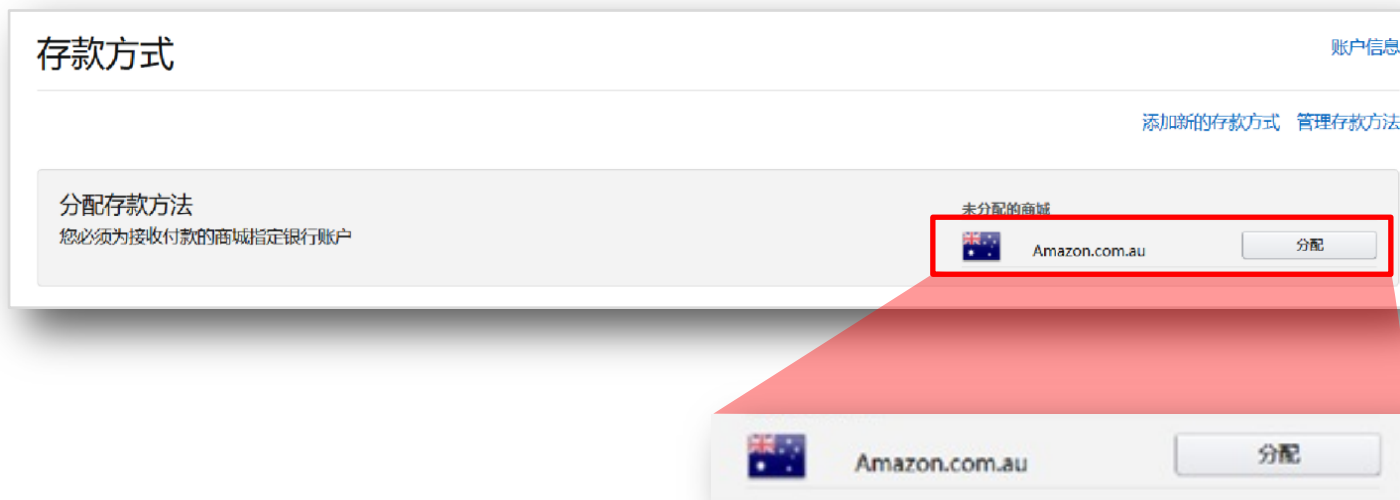 存款方式
账户信息
添加新的存款方式 管理存款方法
分配存款方法
您必须为接收付款的商城指定银行账户
未分配的商城
Amazon.com.au 分配
Amazon.com.au 分配